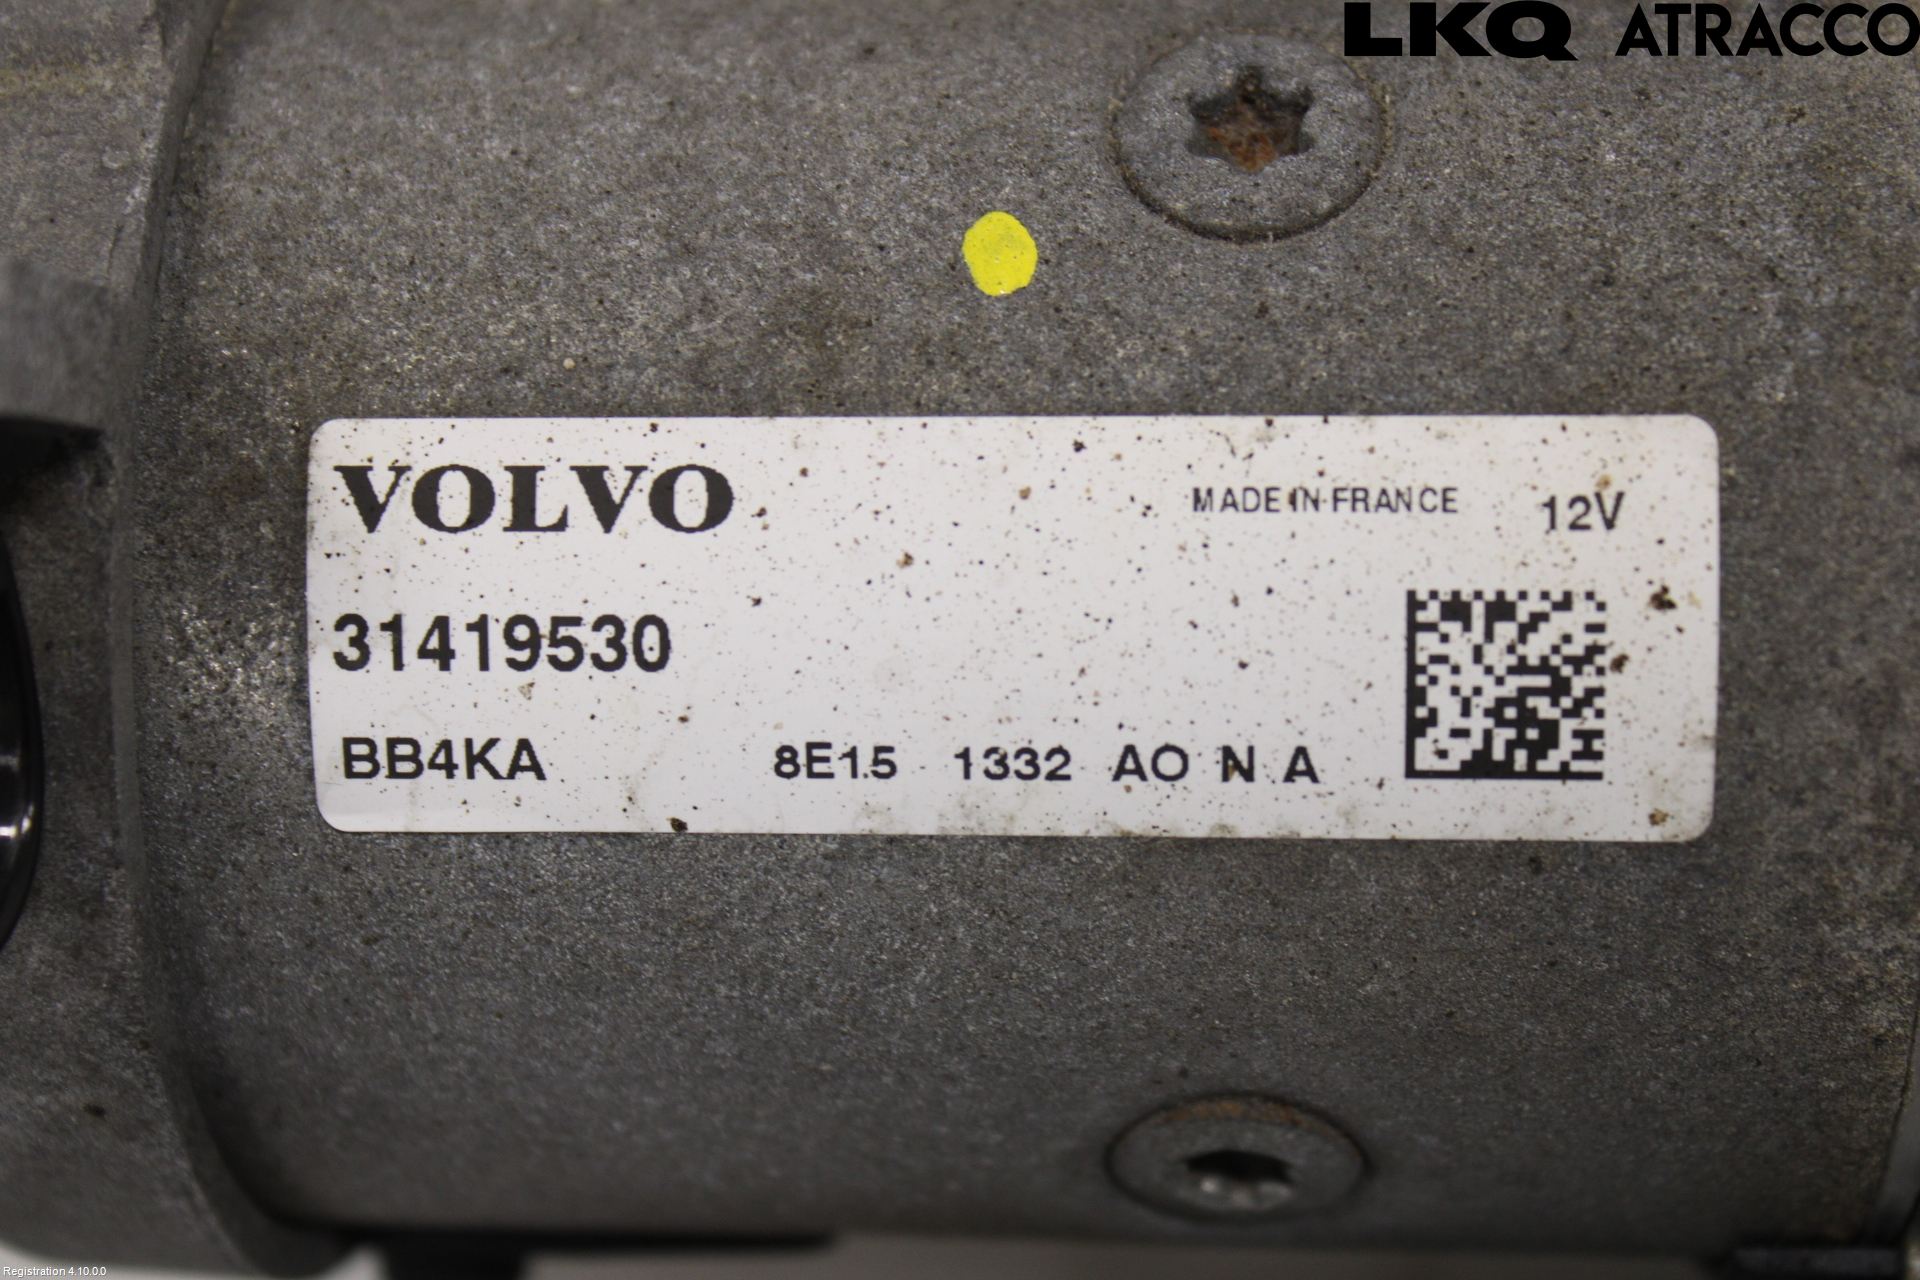 LKQ ATRACCO
VOLVO
MADE IN FRANCE 12V
31419530
BB4KA 8E15 1332 AO N A
Registration 4.10.0.0